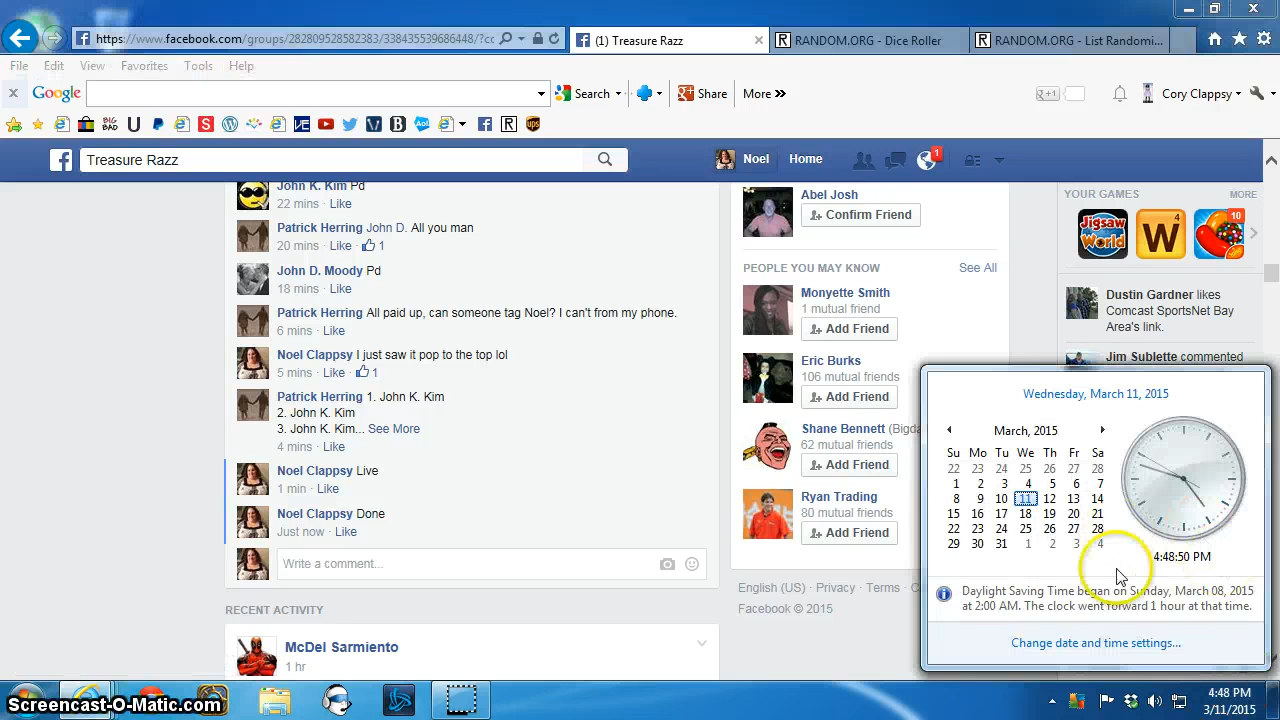 https://www.facebook.com/groups/282809528582383/338435539686448/?cc
(1) Treasure Razz
RANDOM.ORG - Dice Roller
RANDOM.ORG - List Randomi...
File Edit View Favorites Tools Help
Google
Search
Share
More »
Cory Clappsy
Treasure Razz
Noel Home
1
John K. Kim Pd
22 mins · Like
Patrick Herring John D. All you man
20 mins · Like · 1
John D. Moody Pd
18 mins · Like
Patrick Herring All paid up, can someone tag Noel? I can't from my phone.
6 mins · Like
Noel Clappsy I just saw it pop to the top lol
5 mins · Like · 1
Patrick Herring 1. John K. Kim
2. John K. Kim
3. John K. Kim... See More
4 mins · Like
Noel Clappsy Live
1 min · Like
Noel Clappsy Done
Just now · Like
Write a comment...
RECENT ACTIVITY
McDel Sarmiento
1 hr
Abel Josh
Confirm Friend
PEOPLE YOU MAY KNOW See All
Monyette Smith
1 mutual friend
Add Friend
Eric Burks
106 mutual friends
Add Friend
Shane Bennett (Bigda
62 mutual friends
Add Friend
Ryan Trading
80 mutual friends
Add Friend
English (US) · Privacy · Terms ·
Facebook © 2015
YOUR GAMES MORE
Jigsaw World
W 4
10
Dustin Gardner likes
Comcast SportsNet Bay
Area's link.
Jim Sublette commented
Wednesday, March 11, 2015
March, 2015
Su Mo Tu We Th Fr Sa
22 23 24 25 26 27 28
1 2 3 4 5 6 7
8 9 10 11 12 13 14
15 16 17 18 19 20 21
22 23 24 25 26 27 28
29 30 31 1 2 3 4
4:48:50 PM
Daylight Saving Time began on Sunday, March 08, 2015
at 2:00 AM. The clock went forward 1 hour at that time.
Change date and time settings...
Screencast-O-Matic.com
4:48 PM
3/11/2015